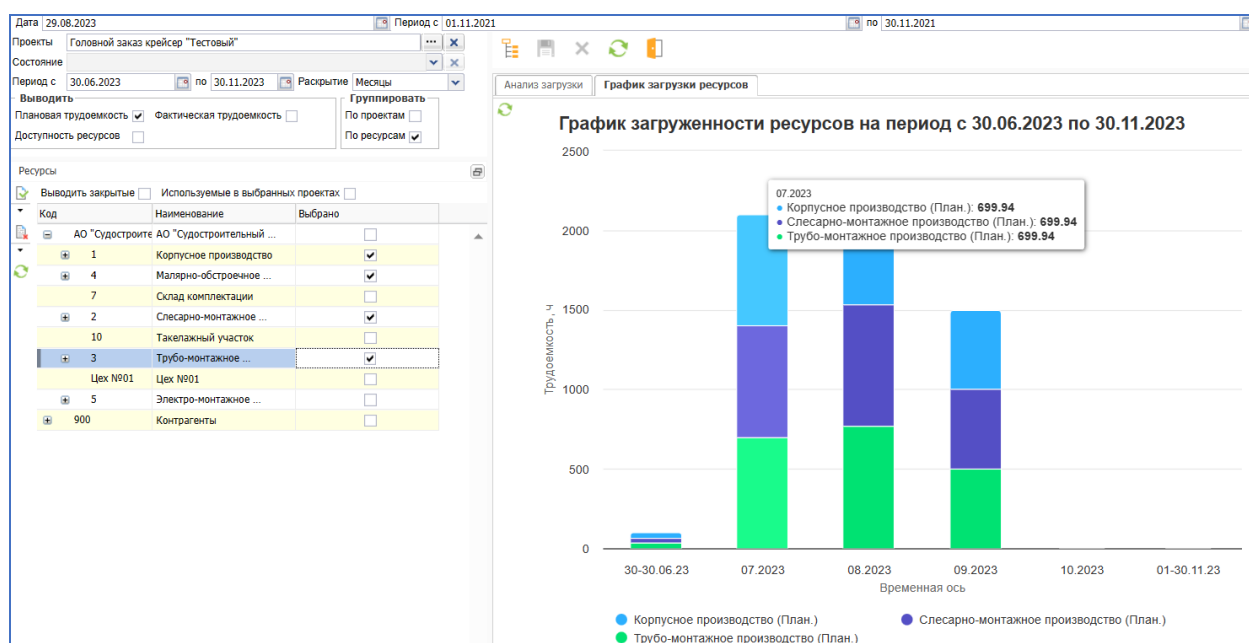 Дата 29.08.2023 Период с 01.11.2021 по 30.11.2021
Проекты Головной заказ крейсер "Тестовый"
Состояние
Период с 30.06.2023 по 30.11.2023 Раскрытие Месяцы
Выводить
Плановая трудоемкость Фактическая трудоемкость
Доступность ресурсов
Группировать
По проектам
По ресурсам
Ресурсы
Выводить закрытые Используемые в выбранных проектах
Код Наименование Выбрано
АО "Судостроите АО "Судостроительный ...
1 Корпусное производство
4 Малярно-обстроечное ...
7 Склад комплектации
2 Слесарно-монтажное ...
10 Такелажный участок
3 Трубо-монтажное ...
Цех №01 Цех №01
5 Электро-монтажное ...
900 Контрагенты
Анализ загрузки График загрузки ресурсов
График загруженности ресурсов на период с 30.06.2023 по 30.11.2023
2500
2000
1500
1000
500
0
Трудоемкость, ч
07.2023
Корпусное производство (План.): 699.94
Слесарно-монтажное производство (План.): 699.94
Трубо-монтажное производство (План.): 699.94
30-30.06.23 07.2023 08.2023 09.2023 10.2023 01-30.11.23
Временная ось
Корпусное производство (План.) Слесарно-монтажное производство (План.)
Трубо-монтажное производство (План.)